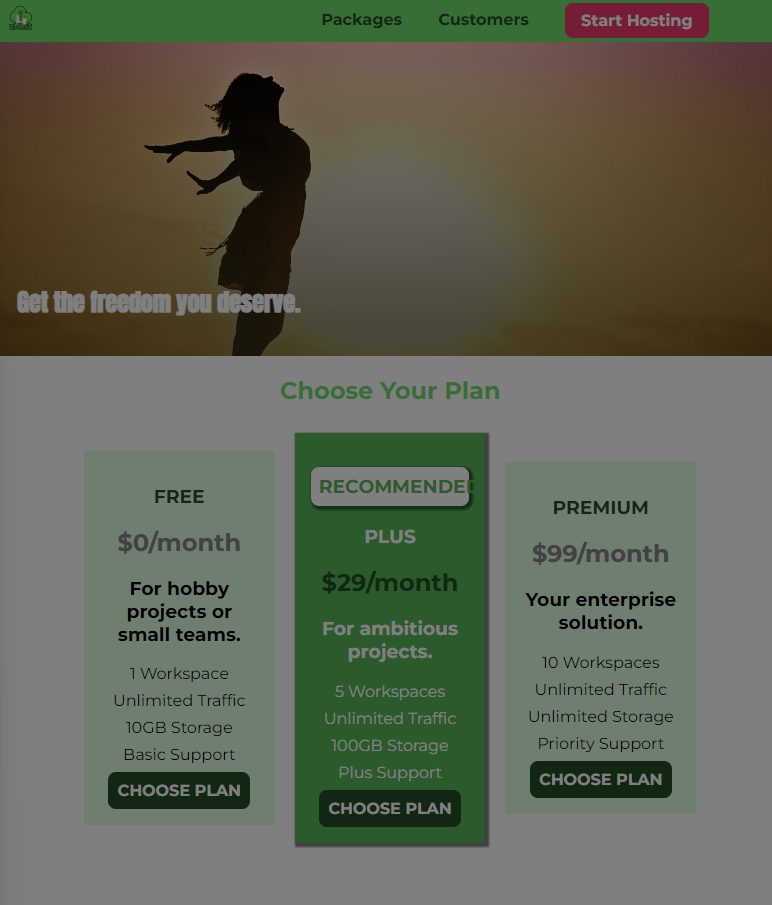 uHost
Packages
Customers
Start Hosting
Get the freedom you deserve.
Choose Your Plan
FREE
$0/month
For hobby
projects or
small teams.
1 Workspace
Unlimited Traffic
10GB Storage
Basic Support
CHOOSE PLAN
RECOMMENDED
PLUS
$29/month
For ambitious
projects.
5 Workspaces
Unlimited Traffic
100GB Storage
Plus Support
CHOOSE PLAN
PREMIUM
$99/month
Your enterprise
solution.
10 Workspaces
Unlimited Traffic
Unlimited Storage
Priority Support
CHOOSE PLAN